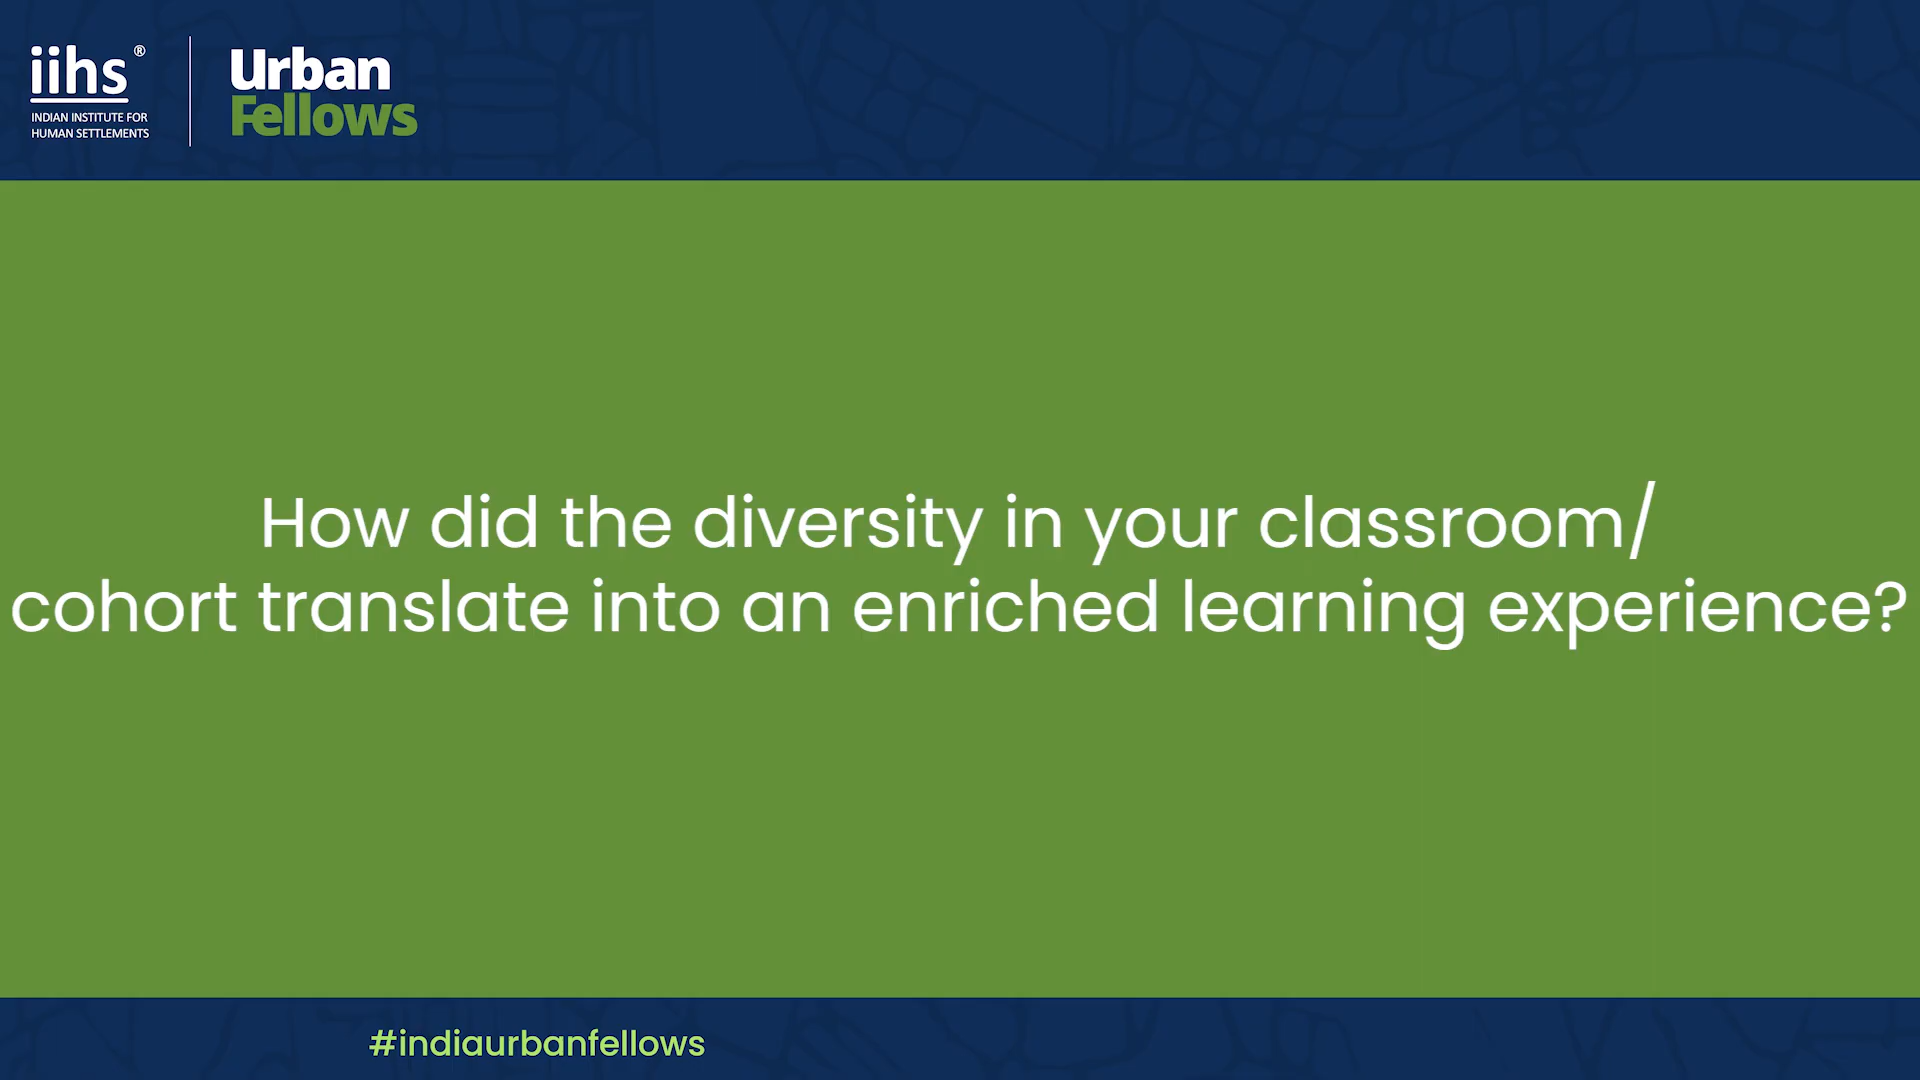 iihs®
INDIAN INSTITUTE FOR
HUMAN SETTLEMENTS
Urban
Fellows
How did the diversity in your classroom/
cohort translate into an enriched learning experience?
#indiaurbanfellows